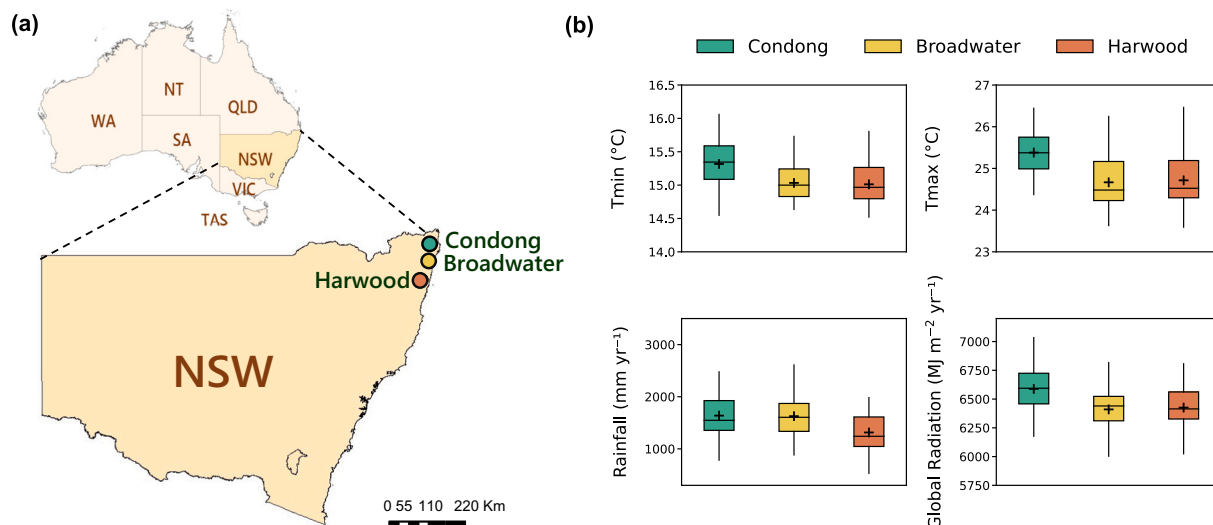 (a)
NT
QLD
WA
SA
NSW
VIC
TAS
Condong
Broadwater
Harwood
NSW
0 55 110 220 Km
(b)
Condong Broadwater Harwood
Tmin (°C)
16.5
16.0
15.5
15.0
14.5
14.0
Tmax (°C)
27
26
25
24
23
Rainfall (mm yr⁻¹)
3000
2000
1000
Global Radiation (MJ m⁻² yr⁻¹)
7000
6750
6500
6250
6000
5750